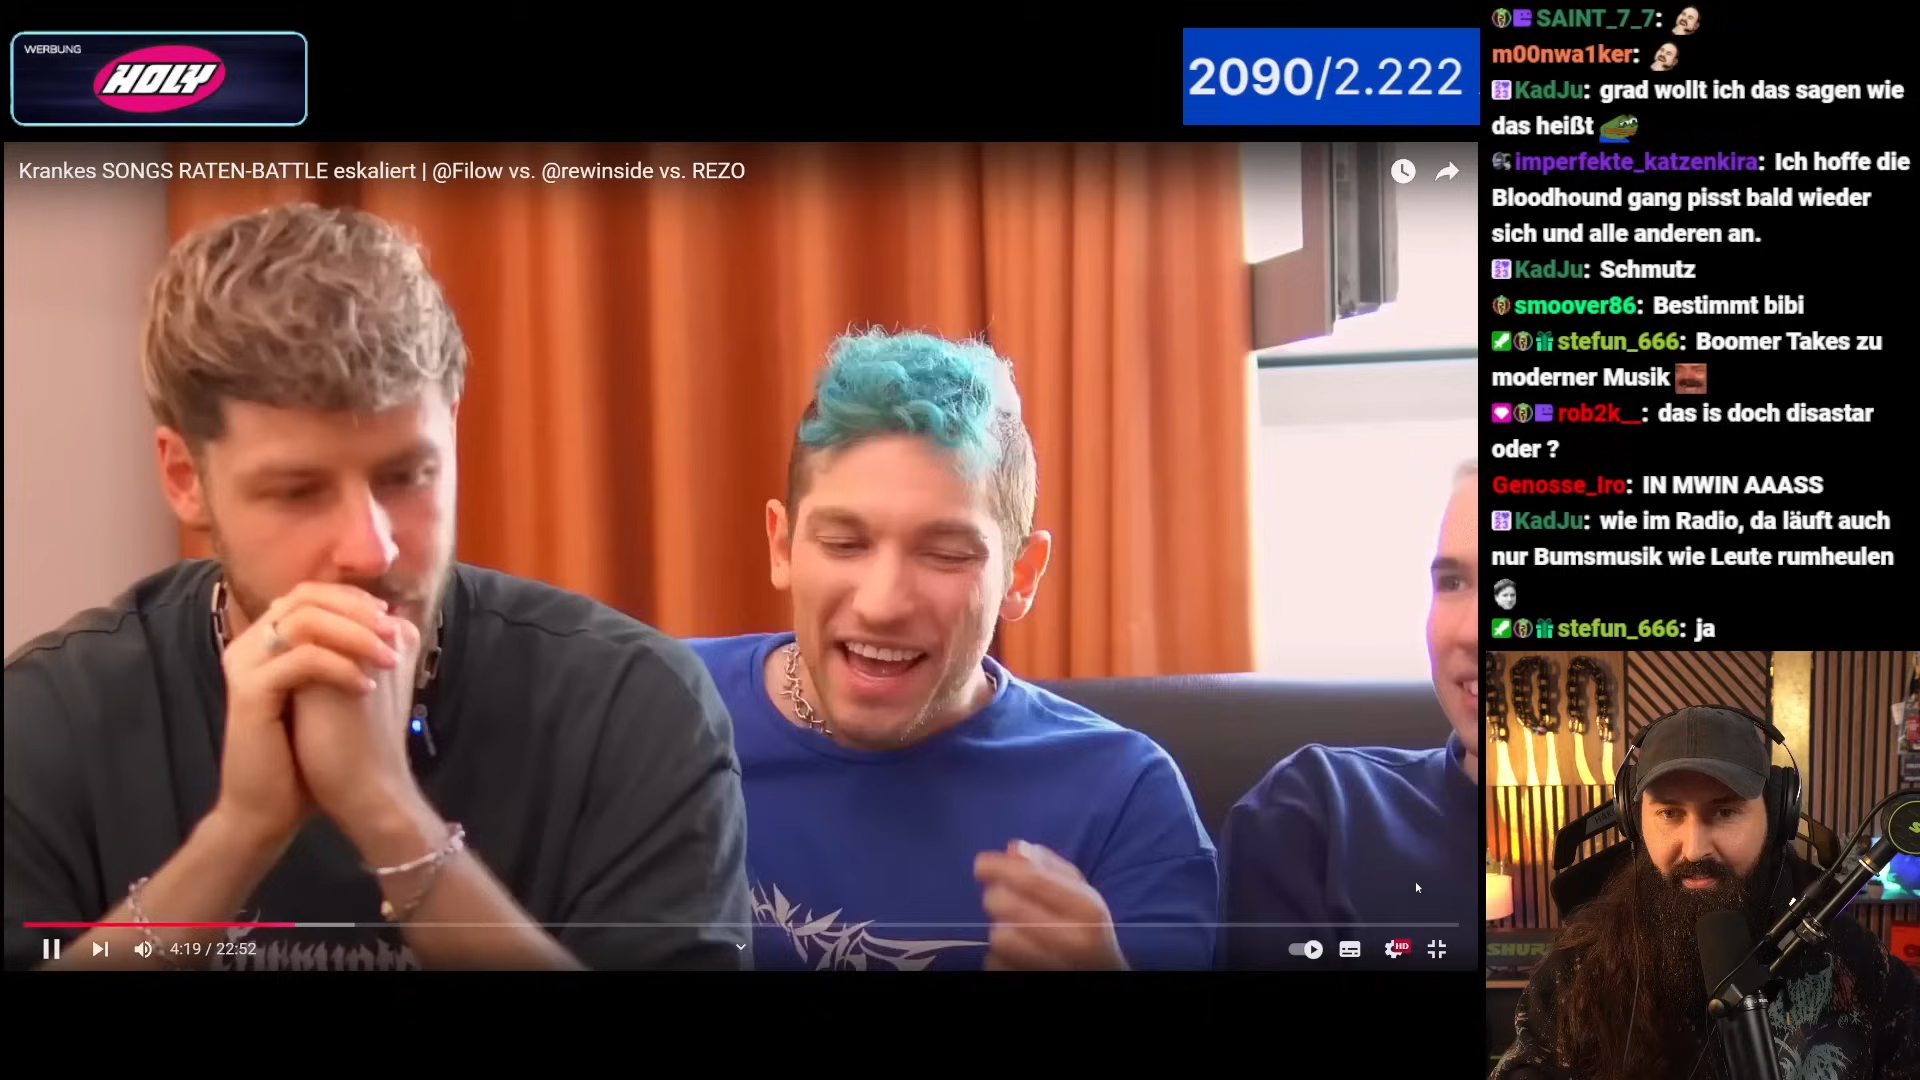 WERBUNG
HOLY
2090/2.222
Krankes SONGS RATEN-BATTLE eskaliert | @Filow vs. @rewinside vs. REZO
4:19 / 22:52
HD
SAINT_7_7:
m00nwa1ker:
KadJu: grad wollt ich das sagen wie
das heißt
imperfekte_katzenkira: Ich hoffe die
Bloodhound gang pisst bald wieder
sich und alle anderen an.
KadJu: Schmutz
smoover86: Bestimmt bibi
stefun_666: Boomer Takes zu
moderner Musik
rob2k__: das is doch disastar
oder ?
Genosse_Iro: IN MWIN AAASS
KadJu: wie im Radio, da läuft auch
nur Bumsmusik wie Leute rumheulen
stefun_666: ja